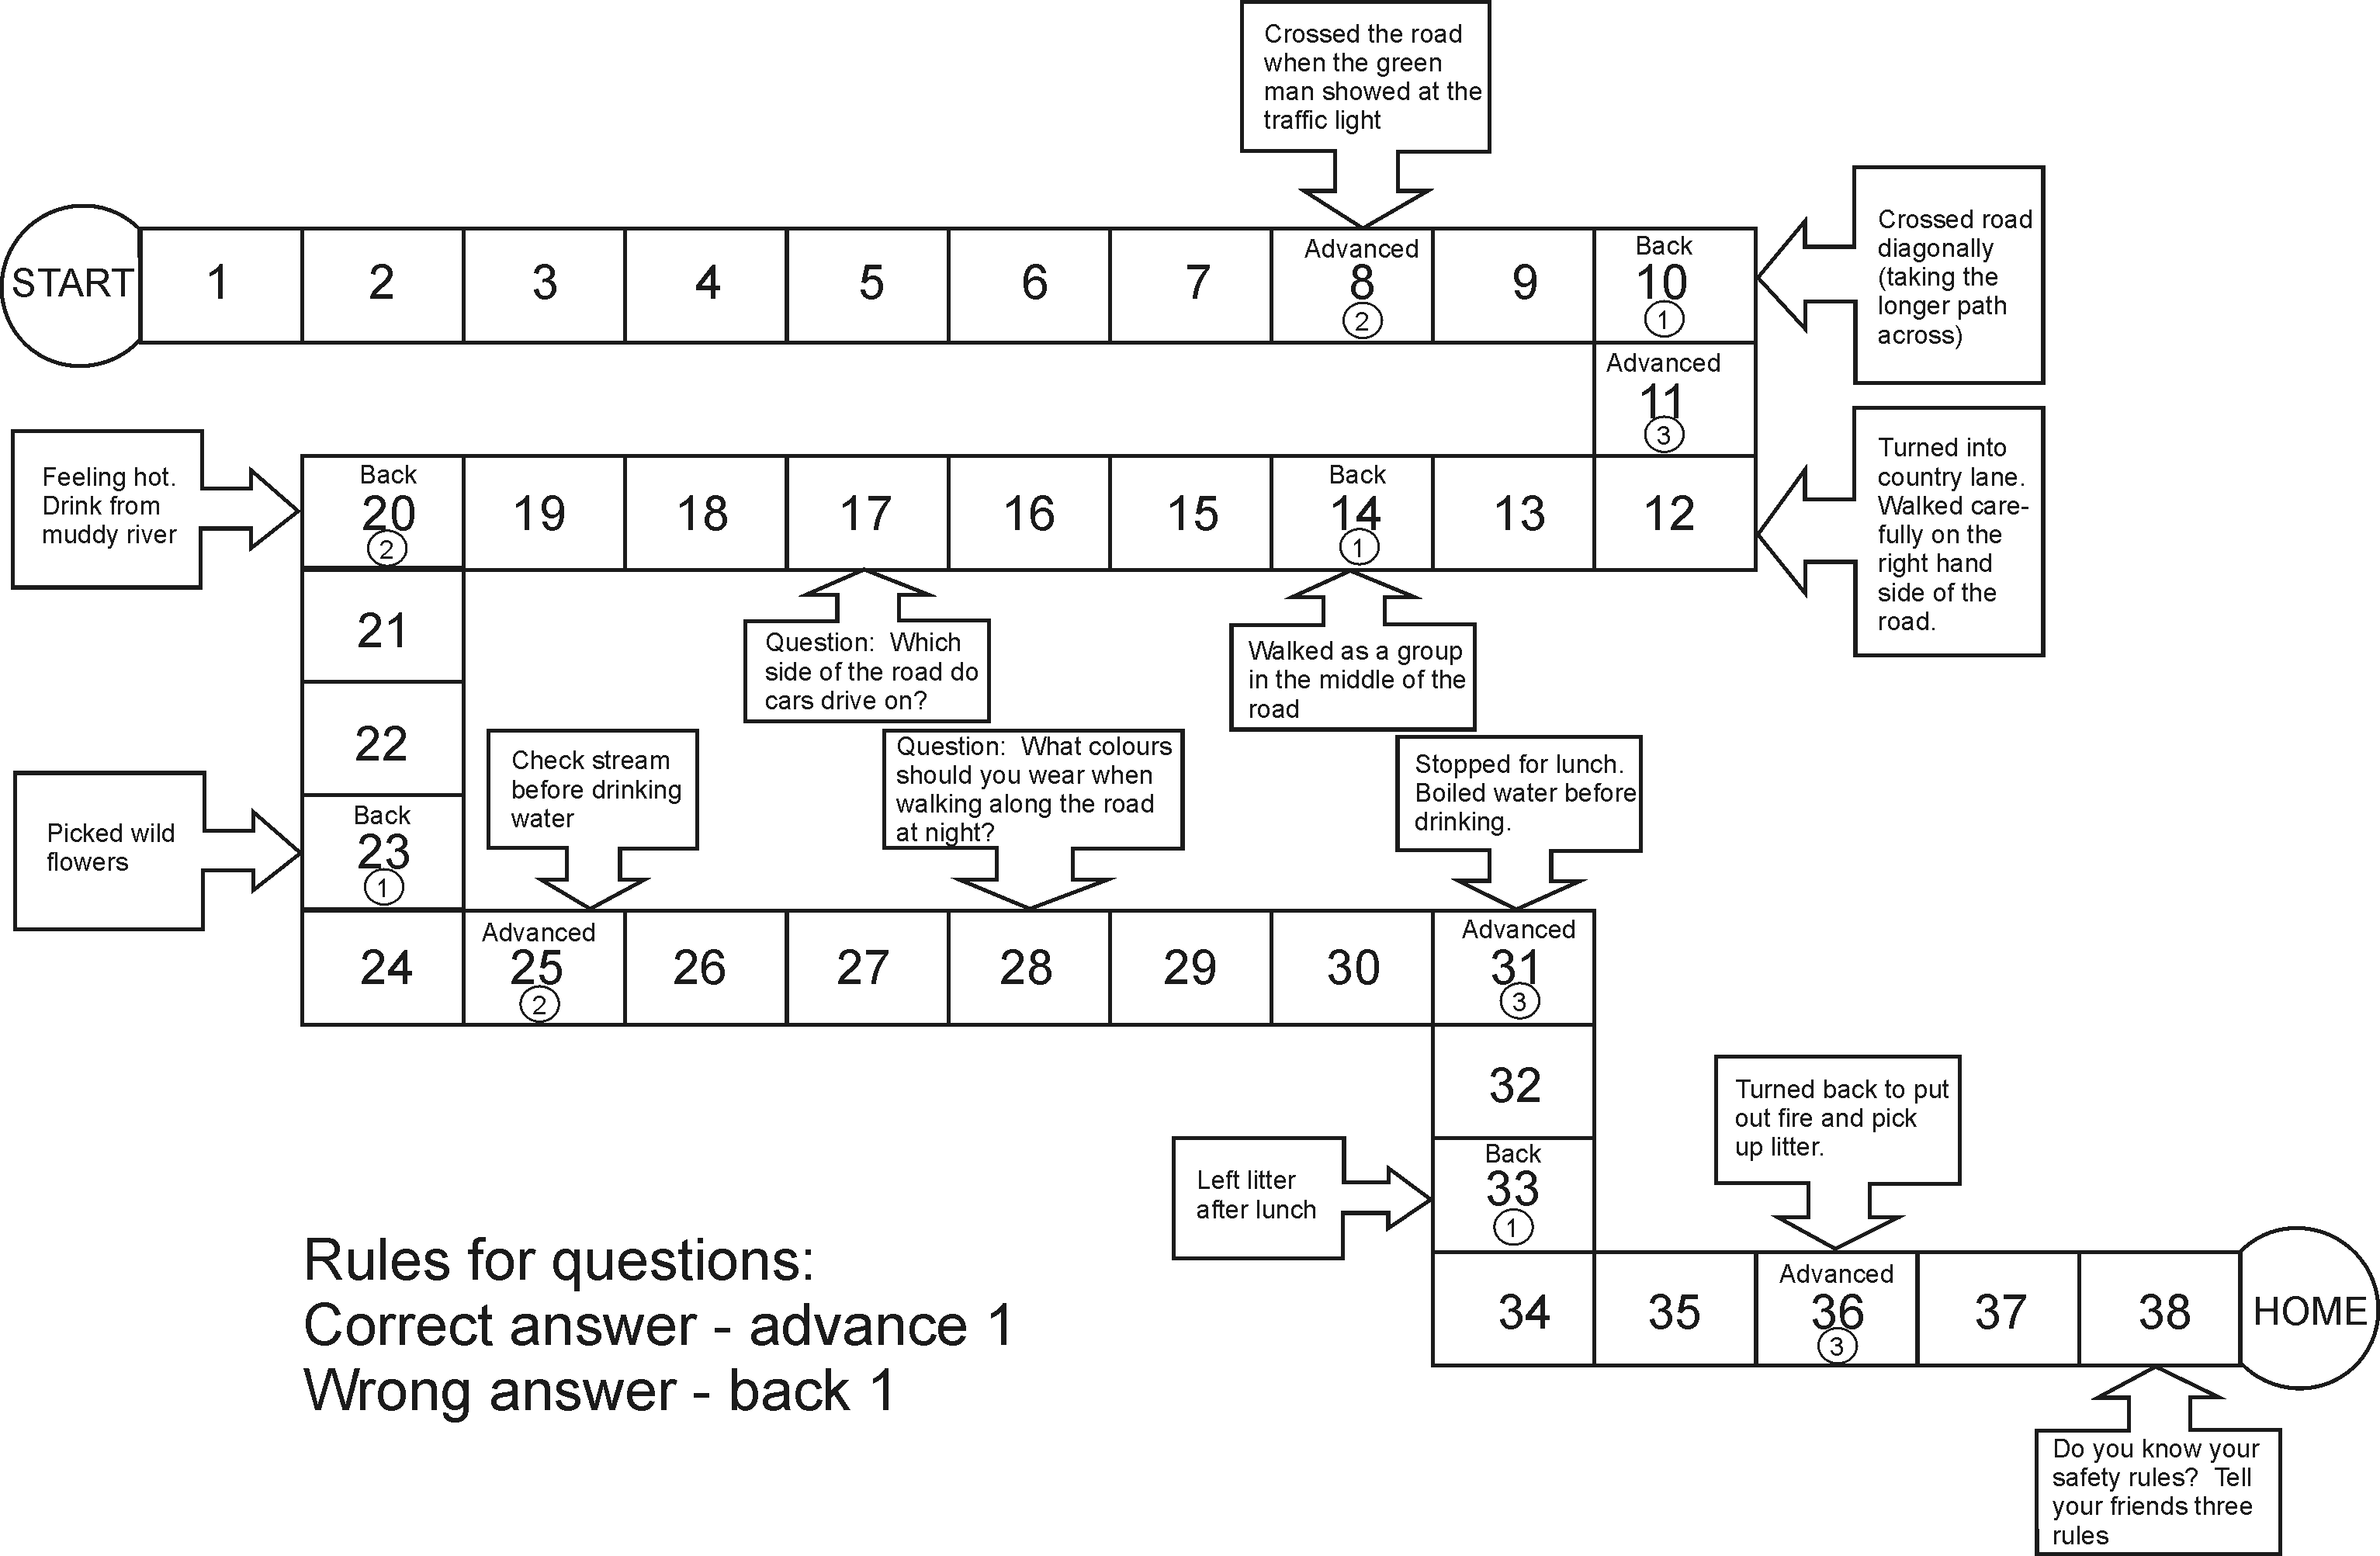 Crossed the road
when the green
man showed at the
traffic light
START
1
2
3
4
5
6
7
Advanced
8
2
9
Back
10
1
Crossed road
diagonally
(taking the
longer path
across)
Advanced
11
3
Turned into
country lane.
Walked care-
fully on the
right hand
side of the
road.
12
13
Back
14
1
Walked as a group
in the middle of the
road
15
16
17
Question: Which
side of the road do
cars drive on?
18
19
Back
20
2
Feeling hot.
Drink from
muddy river
21
22
Back
23
1
Picked wild
flowers
24
Check stream
before drinking
water
Advanced
25
2
26
27
Question: What colours
should you wear when
walking along the road
at night?
28
29
30
Stopped for lunch.
Boiled water before
drinking.
Advanced
31
3
32
Left litter
after lunch
Back
33
1
34
35
Turned back to put
out fire and pick
up litter.
Advanced
36
3
37
38
HOME
Do you know your
safety rules? Tell
your friends three
rules
Rules for questions:
Correct answer - advance 1
Wrong answer - back 1